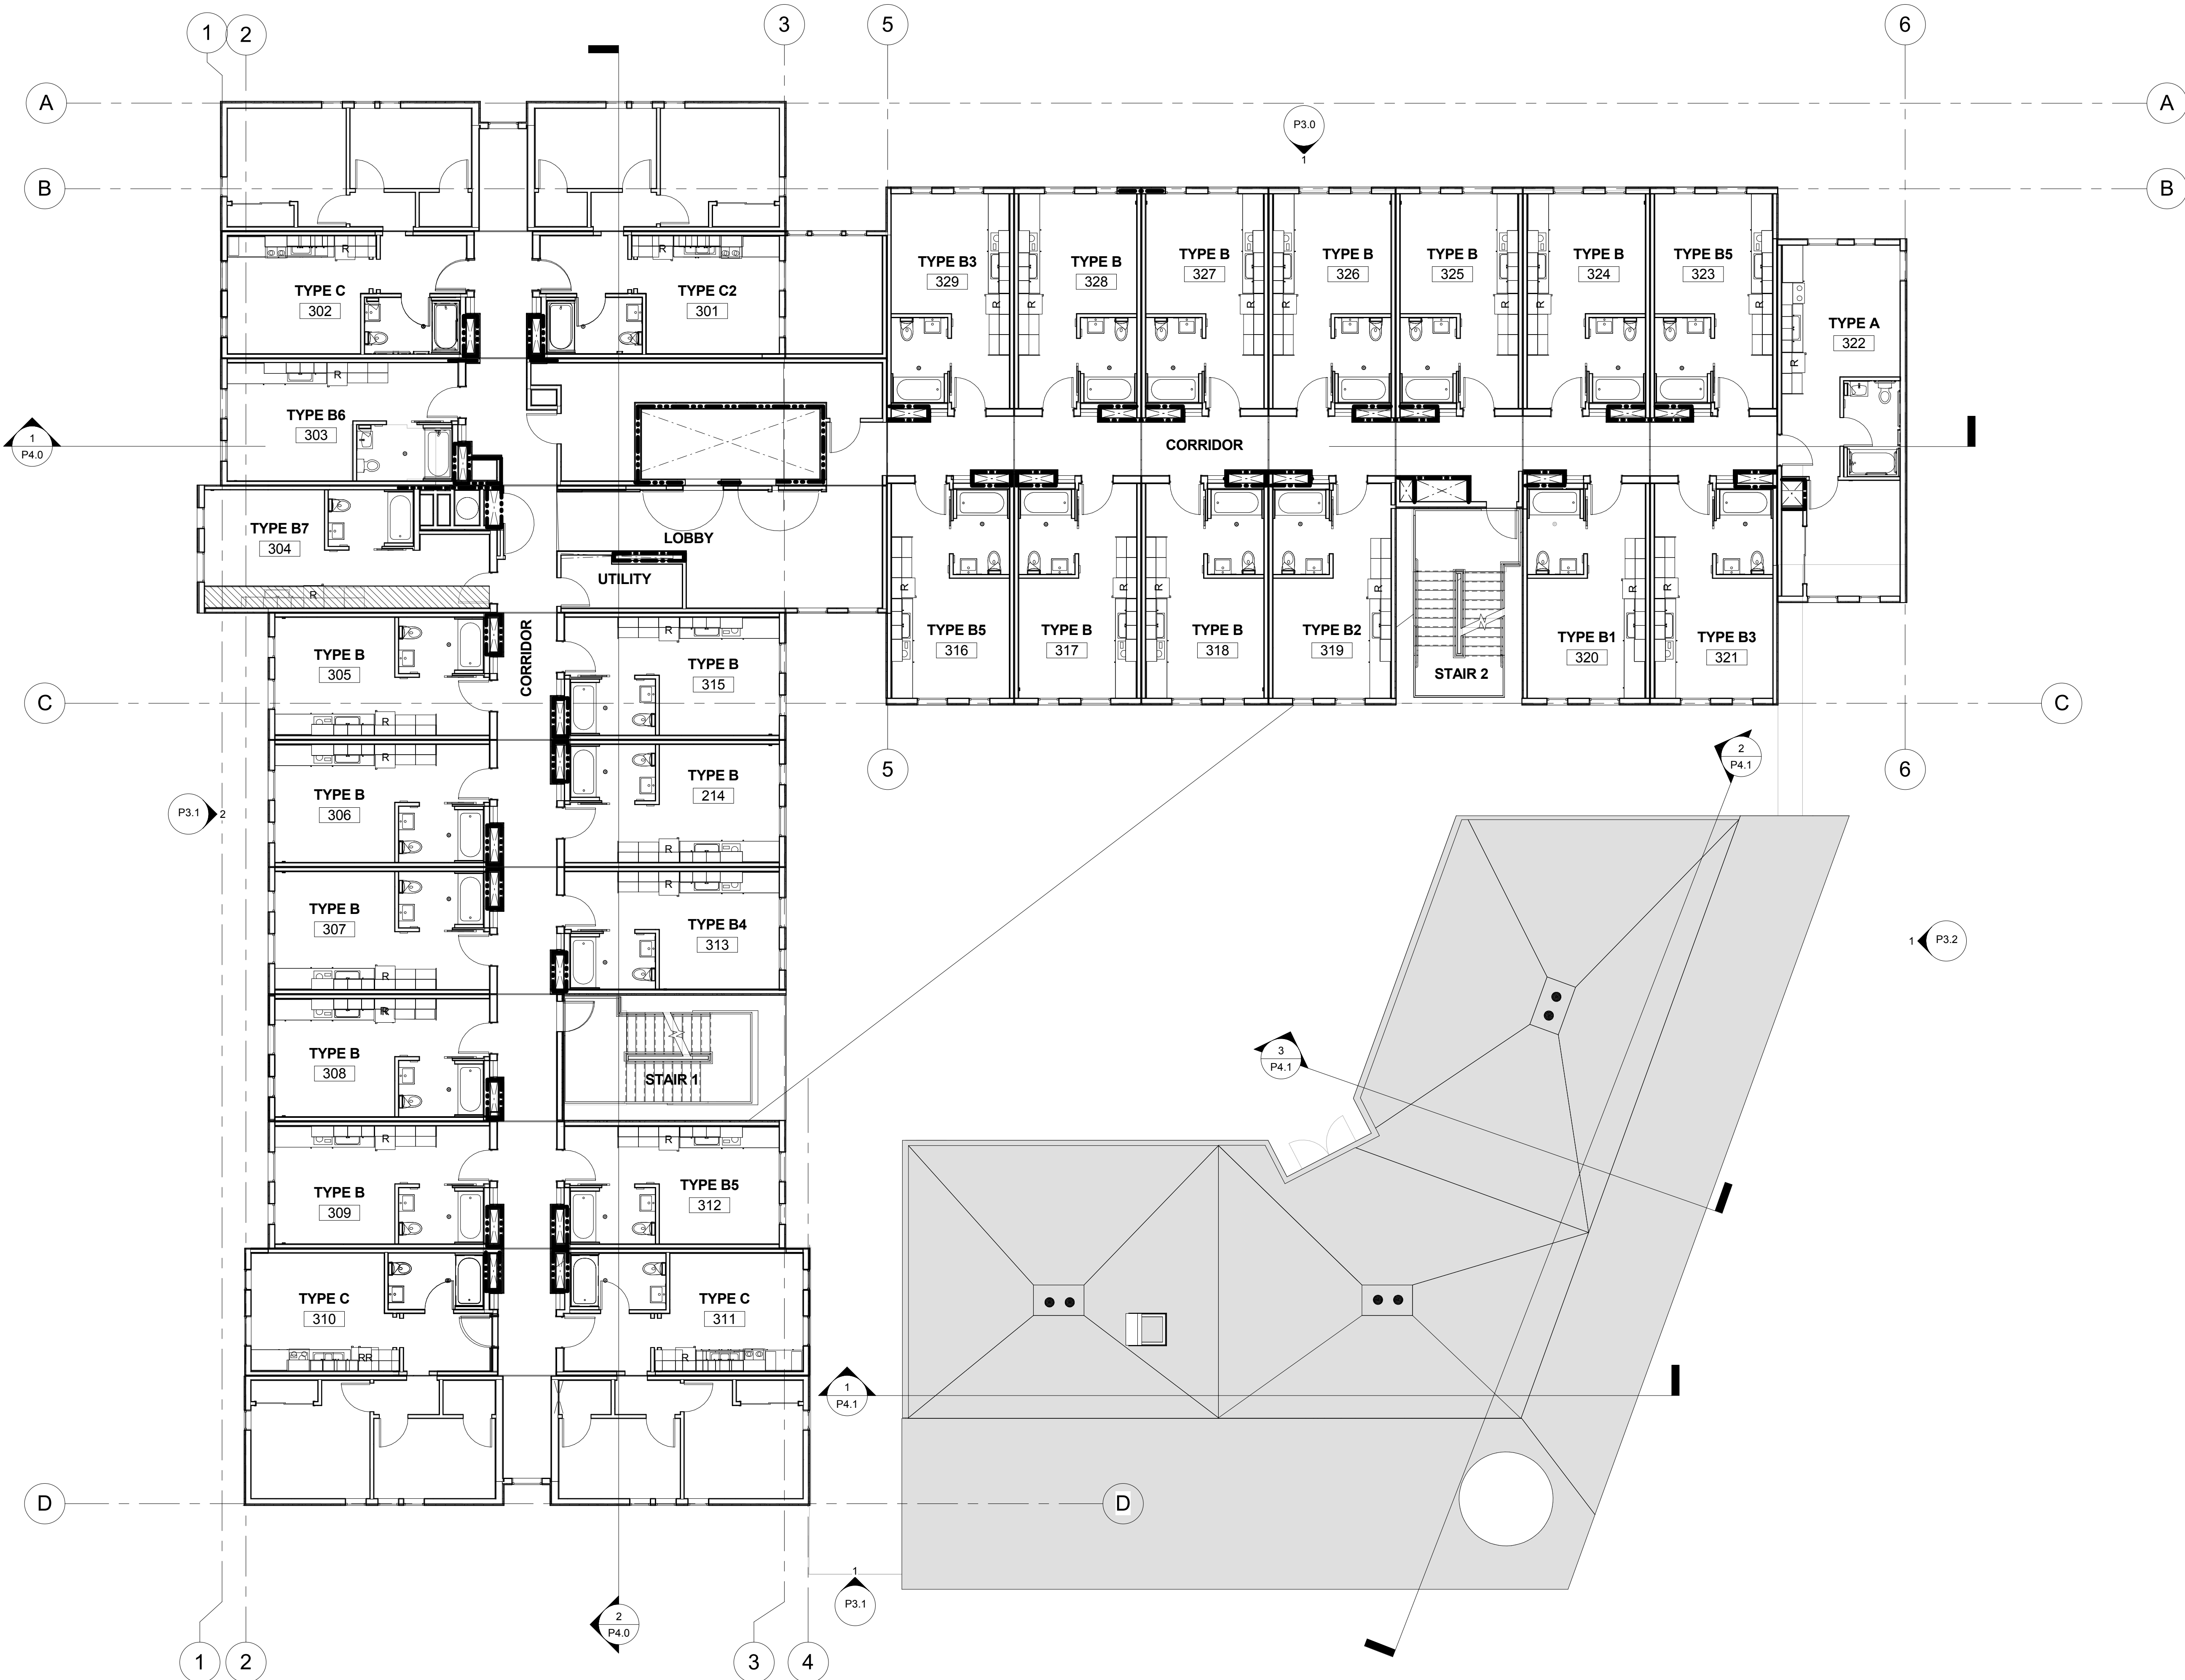 1
2
3
5
6
A
A
P3.0
1
B
B
R
R
TYPE C
302
TYPE C2
301
TYPE B3
329
TYPE B
328
TYPE B
327
TYPE B
326
TYPE B
325
TYPE B
324
TYPE B5
323
TYPE A
322
R
R
R
R
R
R
R
R
R
TYPE B6
303
1
P4.0
CORRIDOR
TYPE B7
304
LOBBY
UTILITY
R
R
R
R
R
R
R
R
CORRIDOR
TYPE B
305
R
TYPE B
315
TYPE B5
316
TYPE B
317
TYPE B
318
TYPE B2
319
STAIR 2
TYPE B1
320
TYPE B3
321
C
C
R
R
5
6
TYPE B
306
TYPE B
214
2
P4.1
P3.1
2
R
R
TYPE B
307
TYPE B4
313
1
P3.2
R
RR
TYPE B
308
STAIR 1
3
P4.1
R
R
TYPE B
309
TYPE B5
312
TYPE C
310
TYPE C
311
RR
R
1
P4.1
D
D
1
P3.1
2
P4.0
1
2
3
4